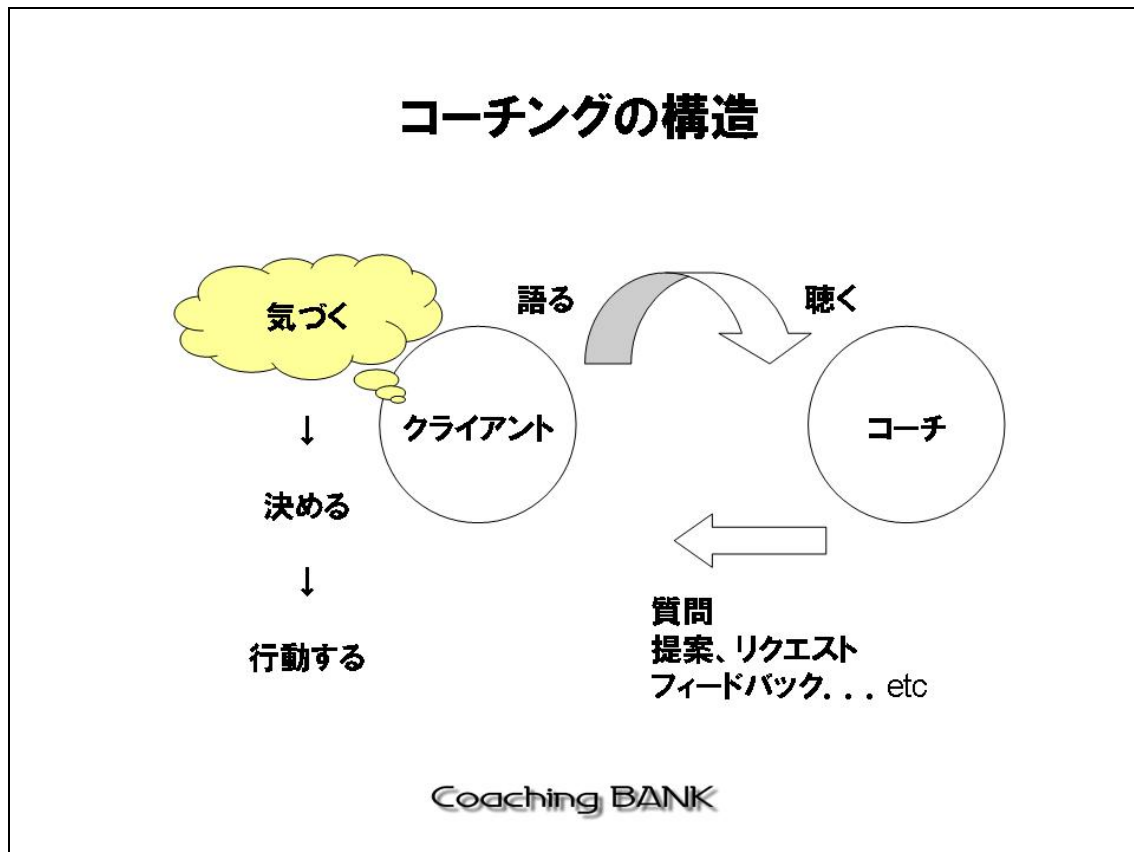 コーチングの構造
気づく
語る
聴く
クライアント
コーチ
↓
決める
↓
行動する
質問
提案、リクエスト
フィードバック．．．etc
Coaching BANK